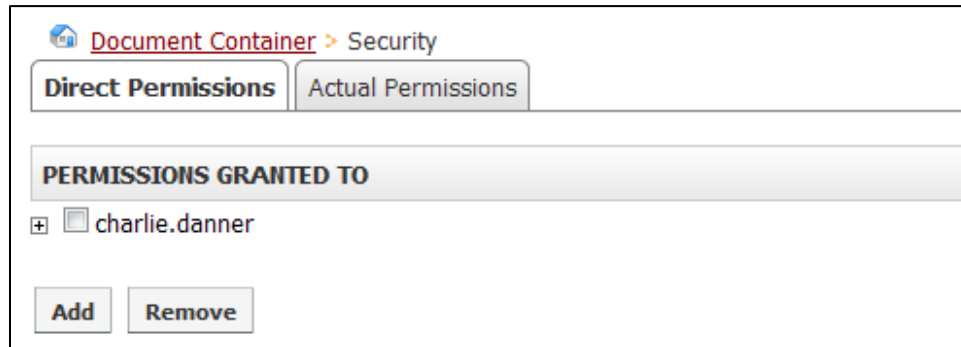 Document Container > Security
Direct Permissions Actual Permissions
PERMISSIONS GRANTED TO
charlie.danner
Add Remove